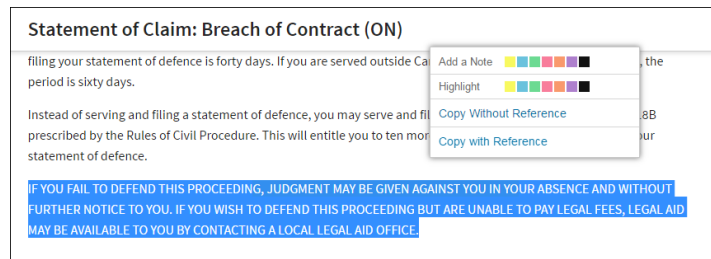 Statement of Claim: Breach of Contract (ON)
filing your statement of defence is forty days. If you are served outside Ca , the
period is sixty days.
Add a Note
Highlight
Copy Without Reference
Copy with Reference
Instead of serving and filing a statement of defence, you may serve and fil .8B
prescribed by the Rules of Civil Procedure. This will entitle you to ten mor ur
statement of defence.
IF YOU FAIL TO DEFEND THIS PROCEEDING, JUDGMENT MAY BE GIVEN AGAINST YOU IN YOUR ABSENCE AND WITHOUT
FURTHER NOTICE TO YOU. IF YOU WISH TO DEFEND THIS PROCEEDING BUT ARE UNABLE TO PAY LEGAL FEES, LEGAL AID
MAY BE AVAILABLE TO YOU BY CONTACTING A LOCAL LEGAL AID OFFICE.